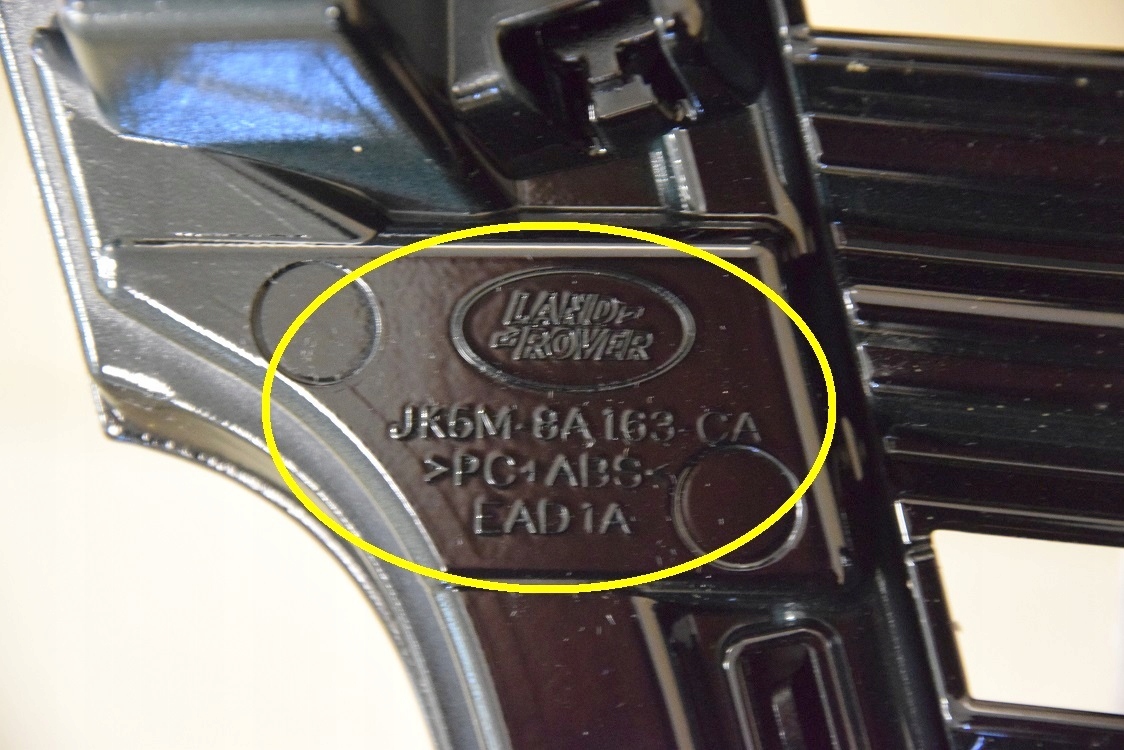 LAND-
ROVER
JK5M-8A163-CA
>PC+ABS<
EAD1A